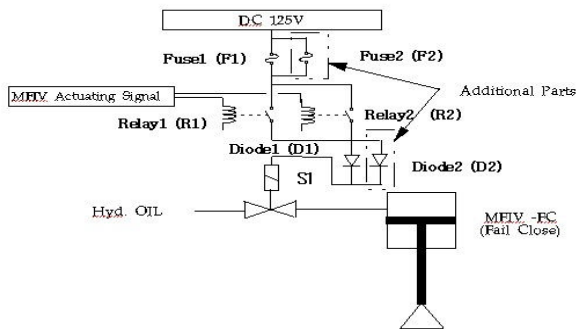 DC 125V
Fuse1 (F1)
Fuse2 (F2)
MFIV Actuating Signal
Additional Parts
Relay1 (R1)
Relay2 (R2)
Diode1 (D1)
Diode2 (D2)
S1
Hyd. OIL
MFIV -FC
(Fail Close)